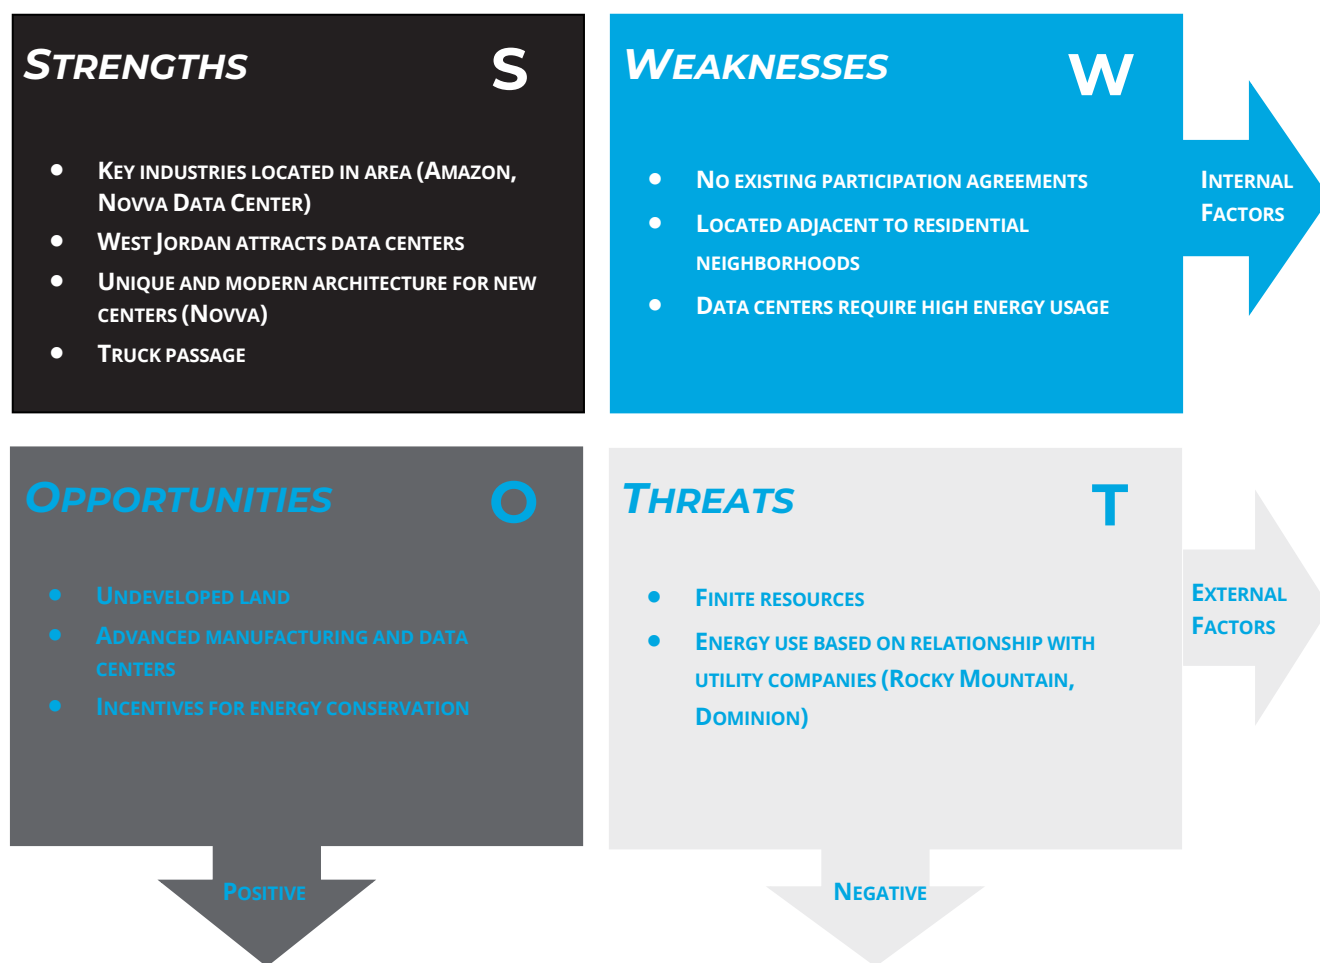 STRENGTHS S
KEY INDUSTRIES LOCATED IN AREA (AMAZON,
NOVVA DATA CENTER)
WEST JORDAN ATTRACTS DATA CENTERS
UNIQUE AND MODERN ARCHITECTURE FOR NEW
CENTERS (NOVVA)
TRUCK PASSAGE
WEAKNESSES W
NO EXISTING PARTICIPATION AGREEMENTS
LOCATED ADJACENT TO RESIDENTIAL
NEIGHBORHOODS
DATA CENTERS REQUIRE HIGH ENERGY USAGE
INTERNAL
FACTORS
OPPORTUNITIES O
UNDEVELOPED LAND
ADVANCED MANUFACTURING AND DATA
CENTERS
INCENTIVES FOR ENERGY CONSERVATION
THREATS T
FINITE RESOURCES
ENERGY USE BASED ON RELATIONSHIP WITH
UTILITY COMPANIES (ROCKY MOUNTAIN,
DOMINION)
EXTERNAL
FACTORS
POSITIVE
NEGATIVE